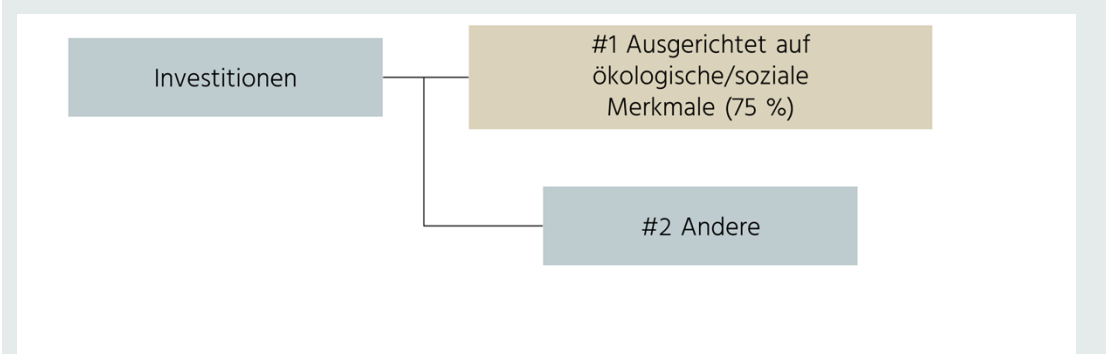 Investitionen
#1 Ausgerichtet auf
ökologische/soziale
Merkmale (75 %)
#2 Andere